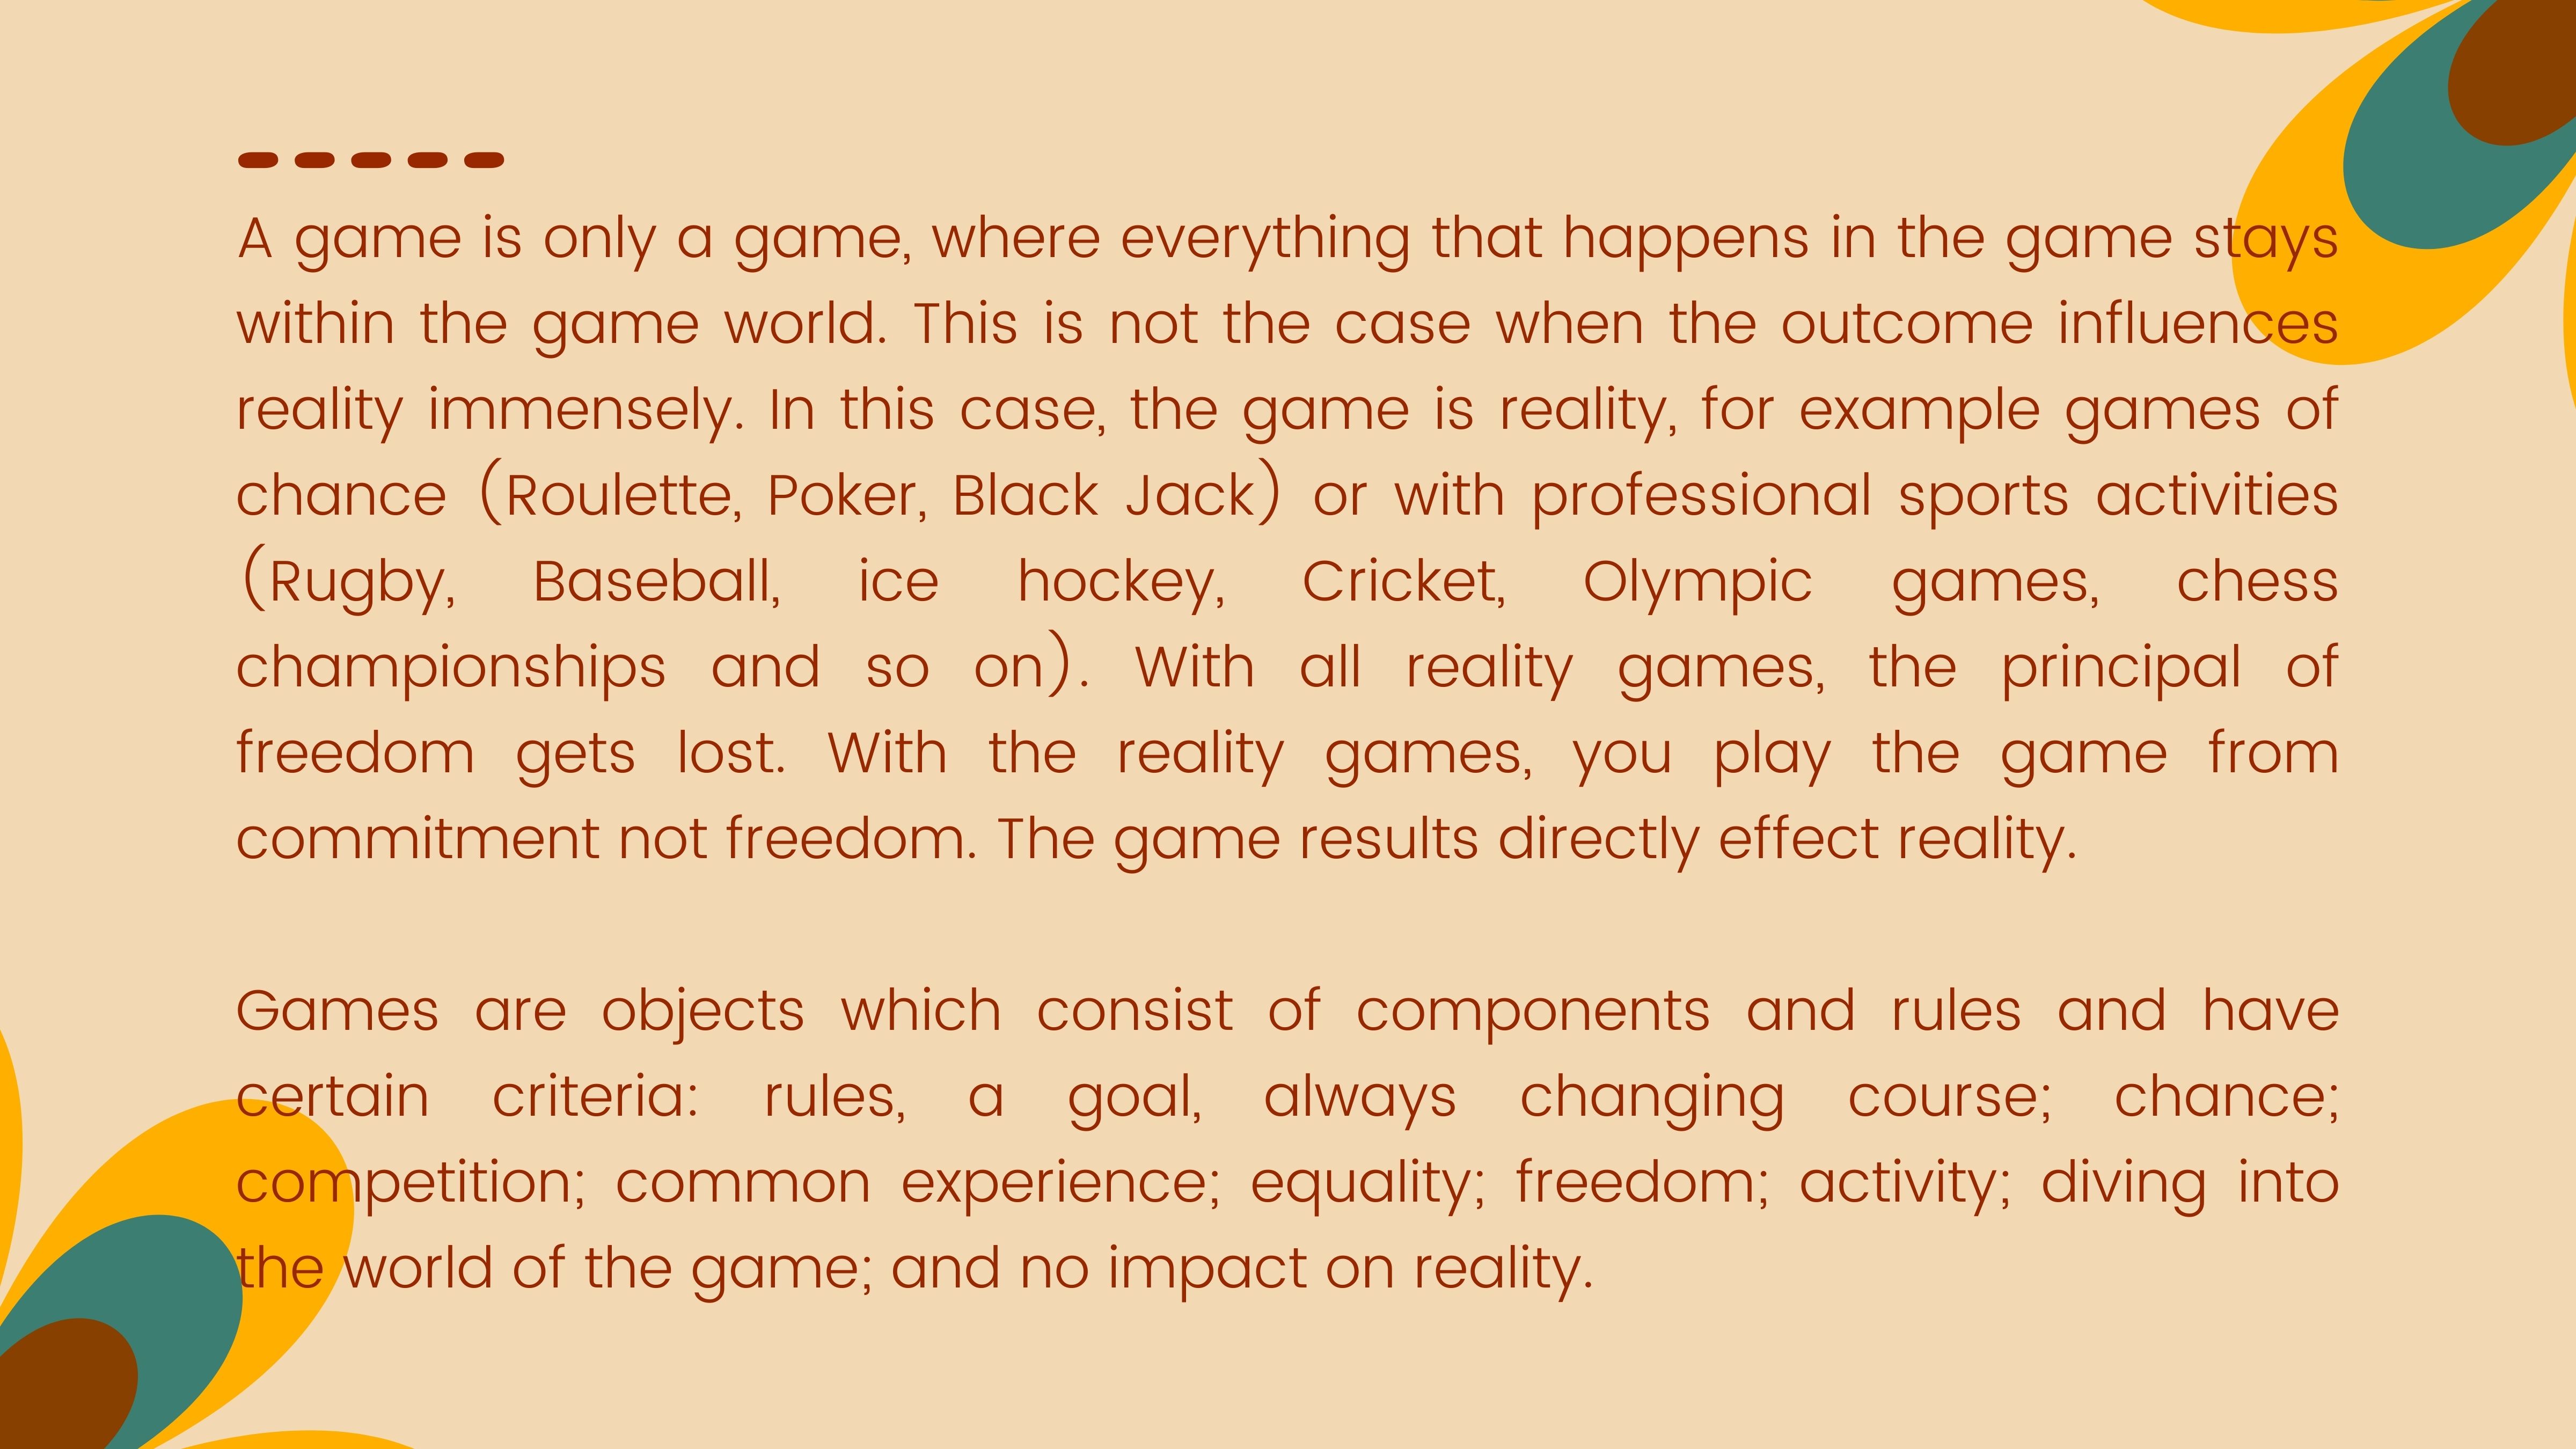 A game is only a game, where everything that happens in the game stays
within the game world. This is not the case when the outcome influences
reality immensely. In this case, the game is reality, for example games of
chance (Roulette, Poker, Black Jack) or with professional sports activities
(Rugby, Baseball, ice hockey, Cricket, Olympic games, chess
championships and so on). With all reality games, the principal of
freedom gets lost. With the reality games, you play the game from
commitment not freedom. The game results directly effect reality.
Games are objects which consist of components and rules and have
certain criteria: rules, a goal, always changing course; chance;
competition; common experience; equality; freedom; activity; diving into
the world of the game; and no impact on reality.